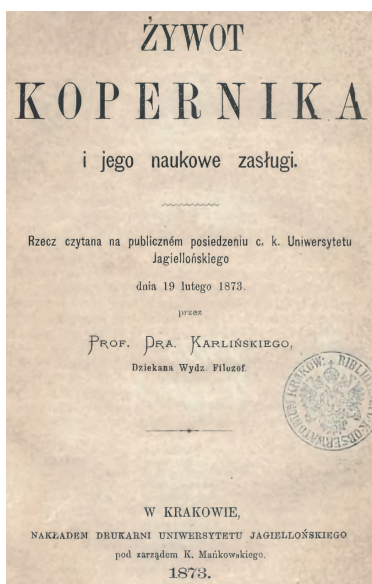 ŻYWOT
KOPERNIKA
i jego naukowe zasługi.
Rzecz czytana na publiczném posiedzeniu c. k. Uniwersytetu
Jagiellońskiego
dnia 19 lutego 1873.
przez
PROF. DRA. KARLIŃSKIEGO,
Dziekana Wydz. Filozof.
W KRAKOWIE,
NAKŁADEM DRUKARNI UNIWERSYTETU JAGIELLOŃSKIEGO
pod zarządem K. Mańkowskiego.
1873.